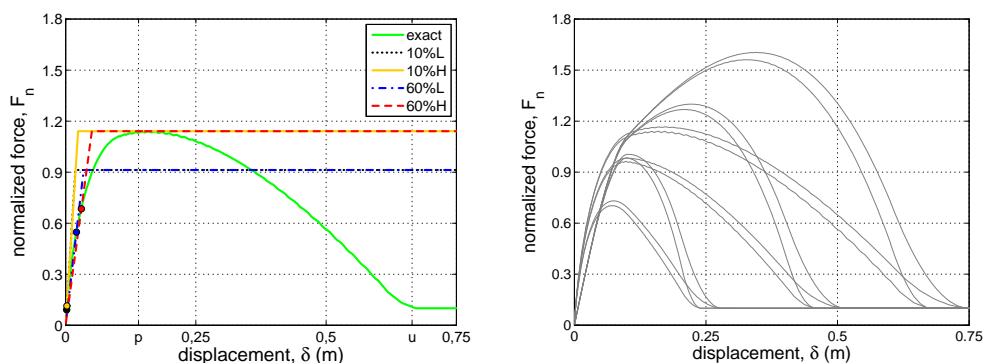 1.8
1.5
1.2
0.9
0.6
0.3
0
normalized force, F_n
0 p 0,25 0,5 u 0,75
displacement, δ (m)
exact
10%L
10%H
60%L
60%H
1.8
1.5
1.2
0.9
0.6
0.3
0
normalized force, F_n
0 0.25 0.5 0.75
displacement, δ (m)